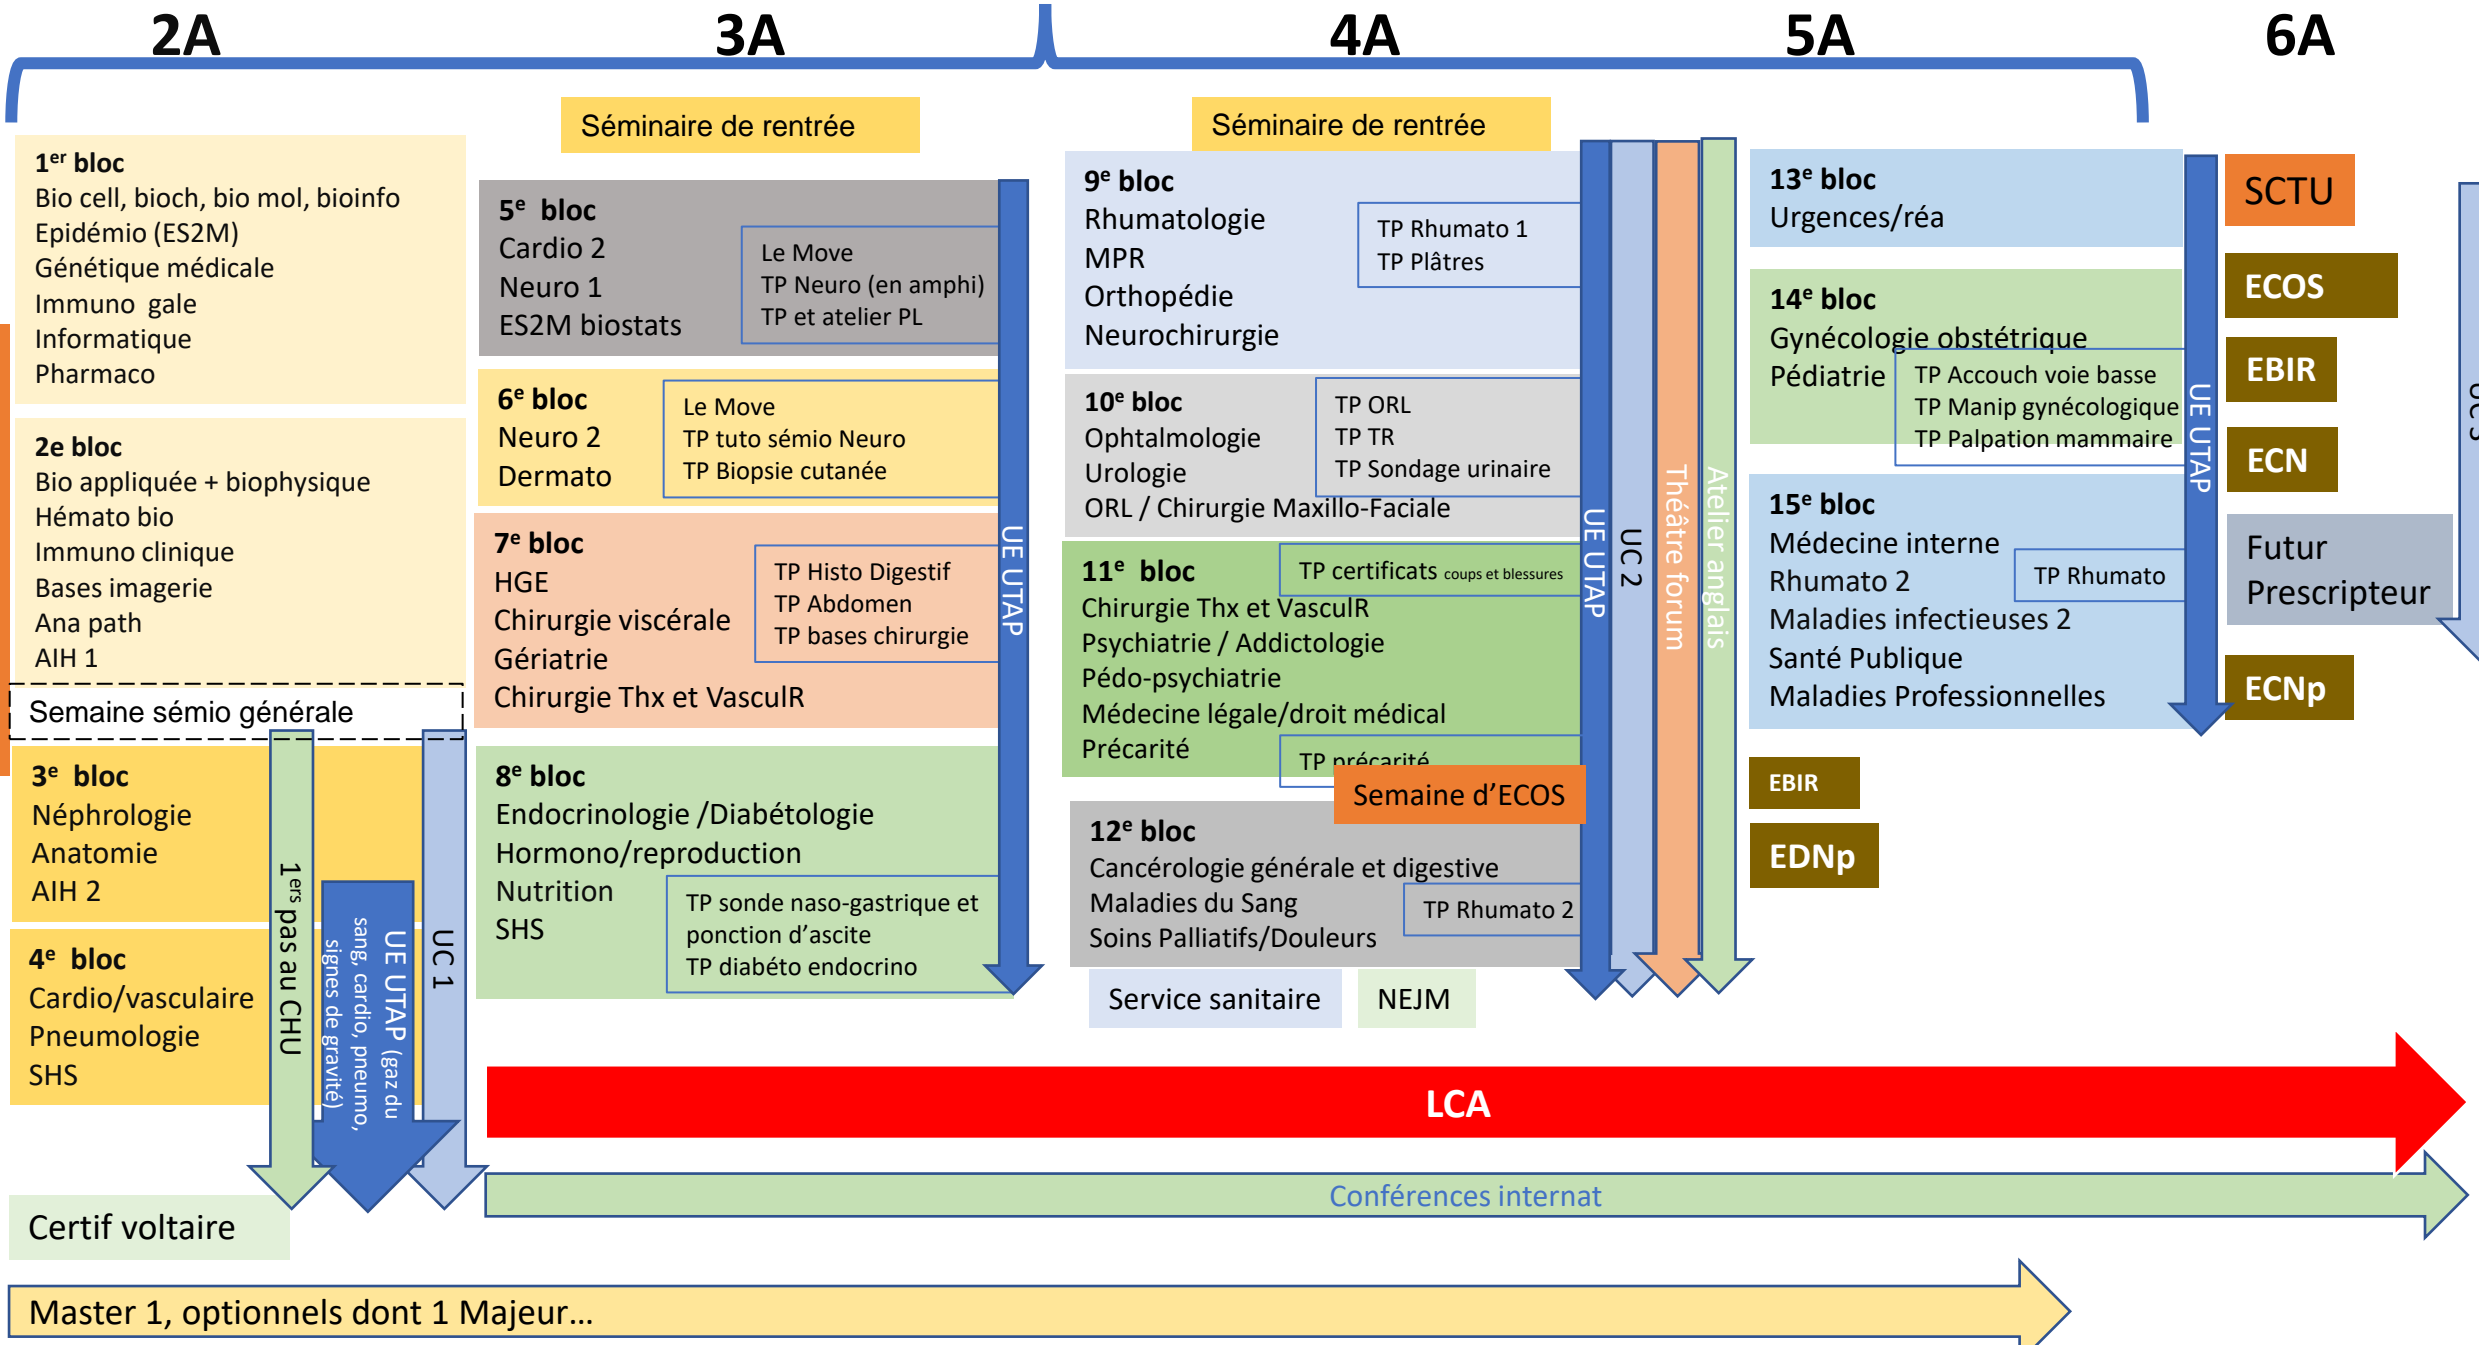 2A
3A
4A
5A
6A
1er bloc
Bio cell, bioch, bio mol, bioinfo
Epidémio (ES2M)
Génétique médicale
Immuno gale
Informatique
Pharmaco
2e bloc
Bio appliquée + biophysique
Hémato bio
Immuno clinique
Bases imagerie
Ana path
AIH 1
Semaine sémio générale
3e bloc
Néphrologie
Anatomie
AIH 2
4e bloc
Cardio/vasculaire
Pneumologie
SHS
1ers pas au CHU
UE UTAP (gaz du
sang, cardio, pneumo,
signes de gravité)
UC 1
Certif voltaire
Séminaire de rentrée
5e bloc
Cardio 2
Neuro 1
ES2M biostats
Le Move
TP Neuro (en amphi)
TP et atelier PL
6e bloc
Neuro 2
Dermato
Le Move
TP tuto sémio Neuro
TP Biopsie cutanée
7e bloc
HGE
Chirurgie viscérale
Gériatrie
Chirurgie Thx et VasculR
TP Histo Digestif
TP Abdomen
TP bases chirurgie
8e bloc
Endocrinologie /Diabétologie
Hormono/reproduction
Nutrition
SHS
TP sonde naso-gastrique et
ponction d'ascite
TP diabéto endocrino
UE UTAP
Séminaire de rentrée
9e bloc
Rhumatologie
MPR
Orthopédie
Neurochirurgie
TP Rhumato 1
TP Plâtres
10e bloc
Ophtalmologie
Urologie
ORL / Chirurgie Maxillo-Faciale
TP ORL
TP TR
TP Sondage urinaire
11e bloc
Chirurgie Thx et VasculR
Psychiatrie / Addictologie
Pédo-psychiatrie
Médecine légale/droit médical
Précarité
TP certificats coups et blessures
TP précarité
Semaine d'ECOS
12e bloc
Cancérologie générale et digestive
Maladies du Sang
Soins Palliatifs/Douleurs
TP Rhumato 2
Service sanitaire
NEJM
UE UTAP
UC 2
Théâtre forum
Atelier anglais
13e bloc
Urgences/réa
14e bloc
Gynécologie obstétrique
Pédiatrie
TP Accouch voie basse
TP Manip gynécologique
TP Palpation mammaire
15e bloc
Médecine interne
Rhumato 2
Maladies infectieuses 2
Santé Publique
Maladies Professionnelles
TP Rhumato
EBIR
EDNp
UE UTAP
SCTU
ECOS
EBIR
ECN
Futur
Prescripteur
ECNp
UC 3
LCA
Conférences internat
Master 1, optionnels dont 1 Majeur…